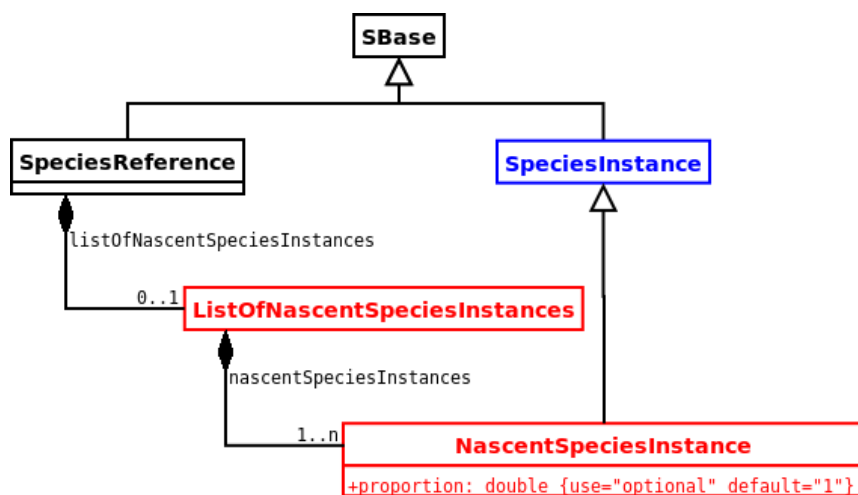 SBase
SpeciesReference
SpeciesInstance
listOfNascentSpeciesInstances
0..1
ListOfNascentSpeciesInstances
nascentSpeciesInstances
1..n
NascentSpeciesInstance
+proportion: double {use="optional" default="1"}